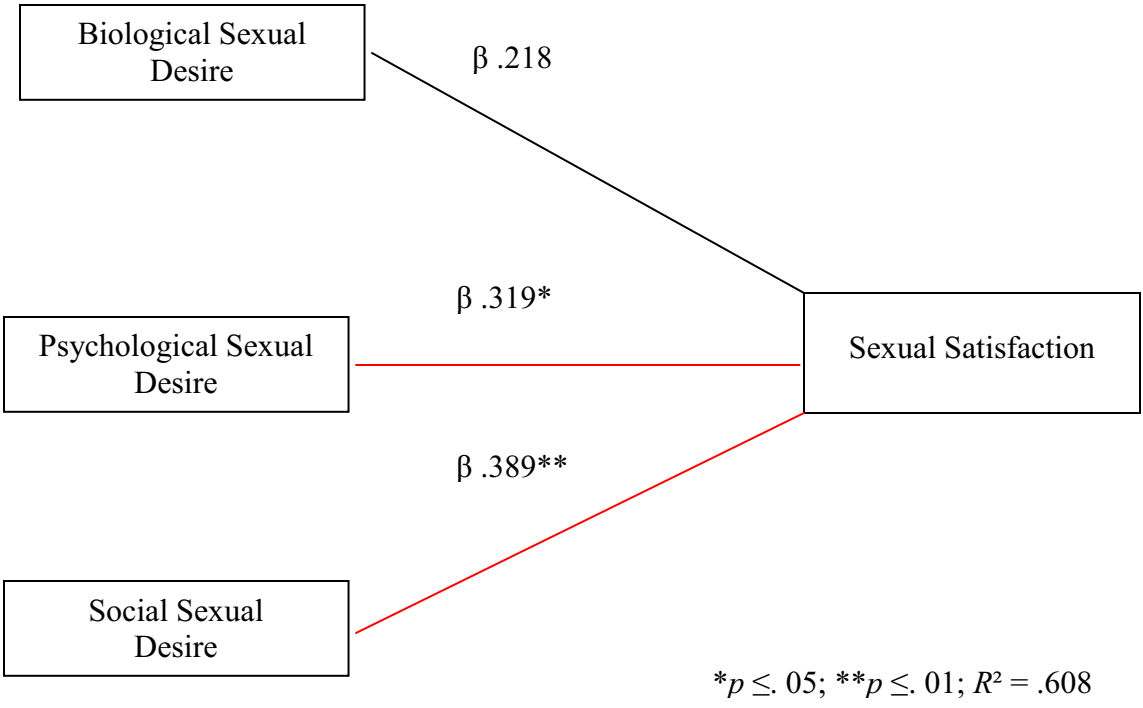 Biological Sexual
Desire
β .218
β .319*
Psychological Sexual
Desire
Sexual Satisfaction
β .389**
Social Sexual
Desire
*p ≤. 05; **p ≤. 01; R² = .608